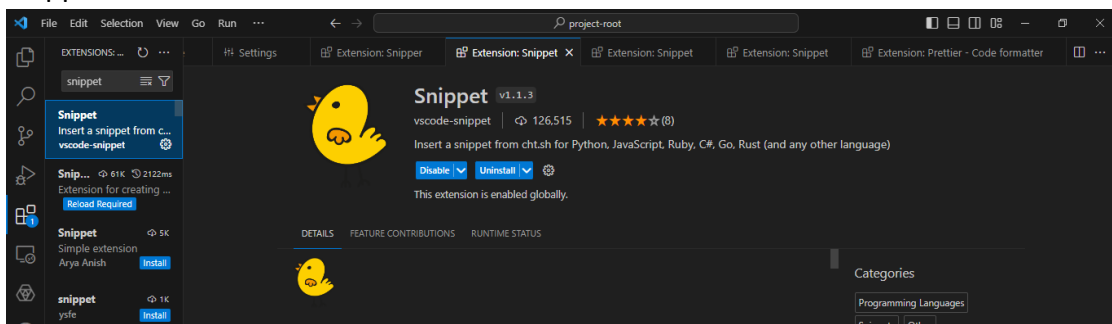 File Edit Selection View Go Run ··· project-root
EXTENSIONS: ...
Settings
Extension: Snipper
Extension: Snippet
Extension: Snippet
Extension: Snippet
Extension: Prettier - Code formatter
snippet
Snippet
Insert a snippet from c...
vscode-snippet
Snip... 61K 2122ms
Extension for creating ...
Reload Required
Snippet 5K
Simple extension
Arya Anish Install
snippet 1K
ysfe Install
1
Snippet v1.1.3
vscode-snippet 126,515 (8)
Insert a snippet from cht.sh for Python, JavaScript, Ruby, C#, Go, Rust (and any other language)
Disable Uninstall
This extension is enabled globally.
DETAILS FEATURE CONTRIBUTIONS RUNTIME STATUS
Categories
Programming Languages